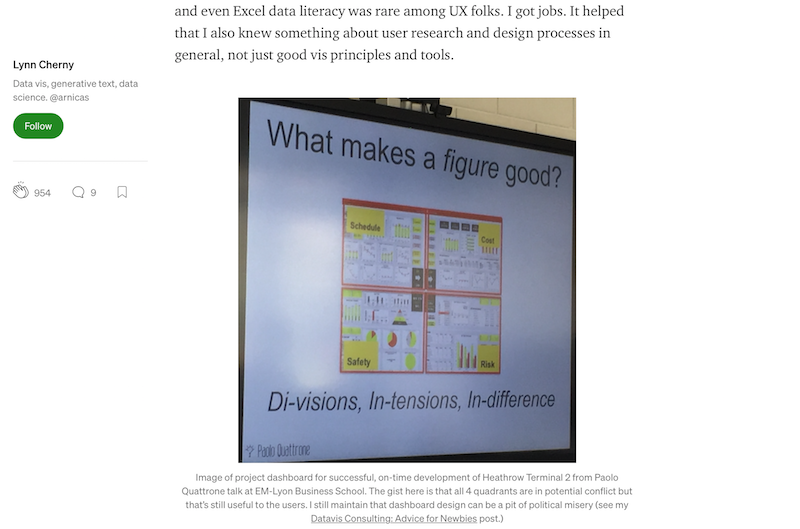 and even Excel data literacy was rare among UX folks. I got jobs. It helped
that I also knew something about user research and design processes in
general, not just good vis principles and tools.
Lynn Cherny
Data vis, generative text, data
science. @arnicas
Follow
954
9
What makes a figure good?
Schedule
Cost
Safety
Risk
Di-visions, In-tensions, In-difference
Paolo Quattrone
Image of project dashboard for successful, on-time development of Heathrow Terminal 2 from Paolo
Quattrone talk at EM-Lyon Business School. The gist here is that all 4 quadrants are in potential conflict but
that's still useful to the users. I still maintain that dashboard design can be a pit of political misery (see my
Datavis Consulting: Advice for Newbies post.)